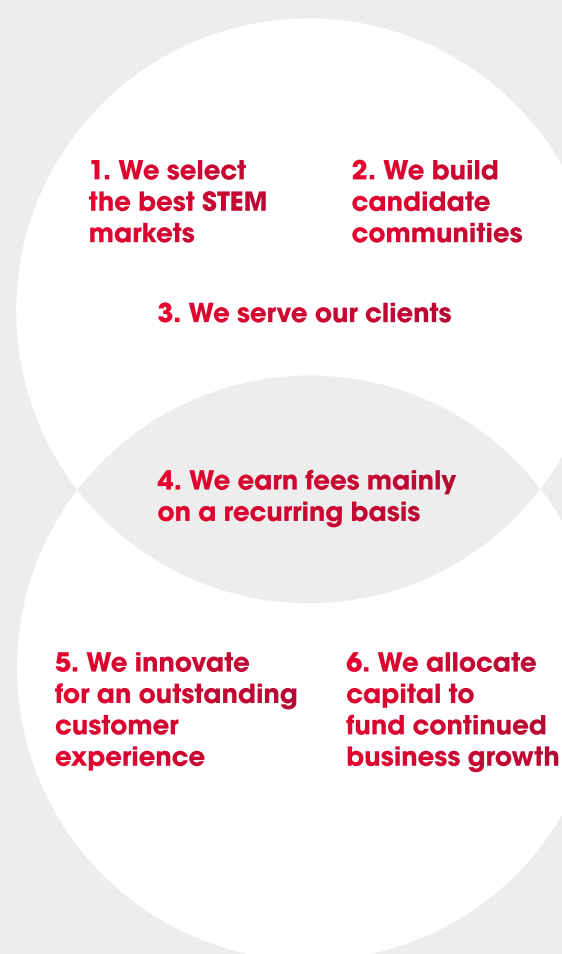 1. We select
the best STEM
markets
2. We build
candidate
communities
3. We serve our clients
4. We earn fees mainly
on a recurring basis
5. We innovate
for an outstanding
customer
experience
6. We allocate
capital to
fund continued
business growth